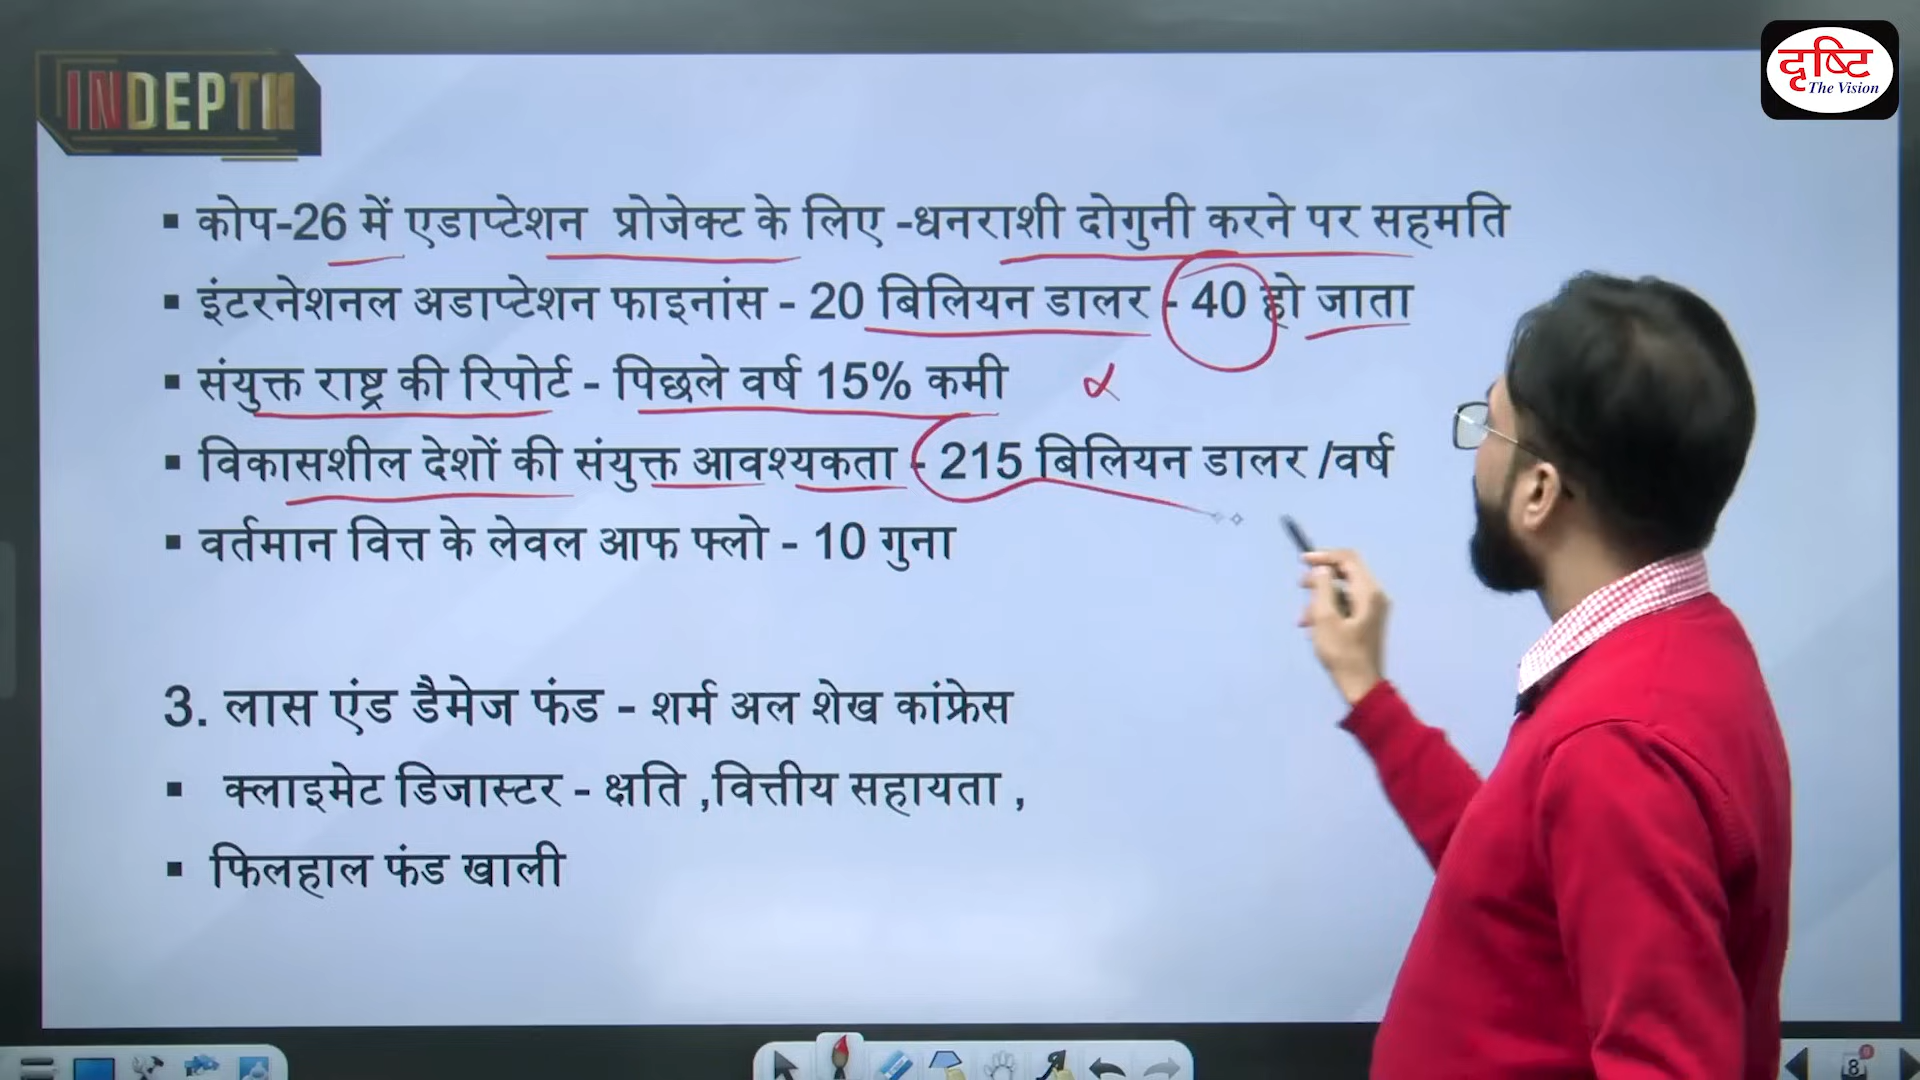 INDEPTH
दृष्टि
The Vision
▪ कोप-26 में एडाप्टेशन प्रोजेक्ट के लिए -धनराशी दोगुनी करने पर सहमति
▪ इंटरनेशनल अडाप्टेशन फाइनांस - 20 बिलियन डालर - 40 हो जाता
▪ संयुक्त राष्ट्र की रिपोर्ट - पिछले वर्ष 15% कमी
▪ विकासशील देशों की संयुक्त आवश्यकता - 215 बिलियन डालर /वर्ष
▪ वर्तमान वित्त के लेवल आफ फ्लो - 10 गुना
3. लास एंड डैमेज फंड - शर्म अल शेख कांफ्रेस
▪ क्लाइमेट डिजास्टर - क्षति ,वित्तीय सहायता ,
▪ फिलहाल फंड खाली
8